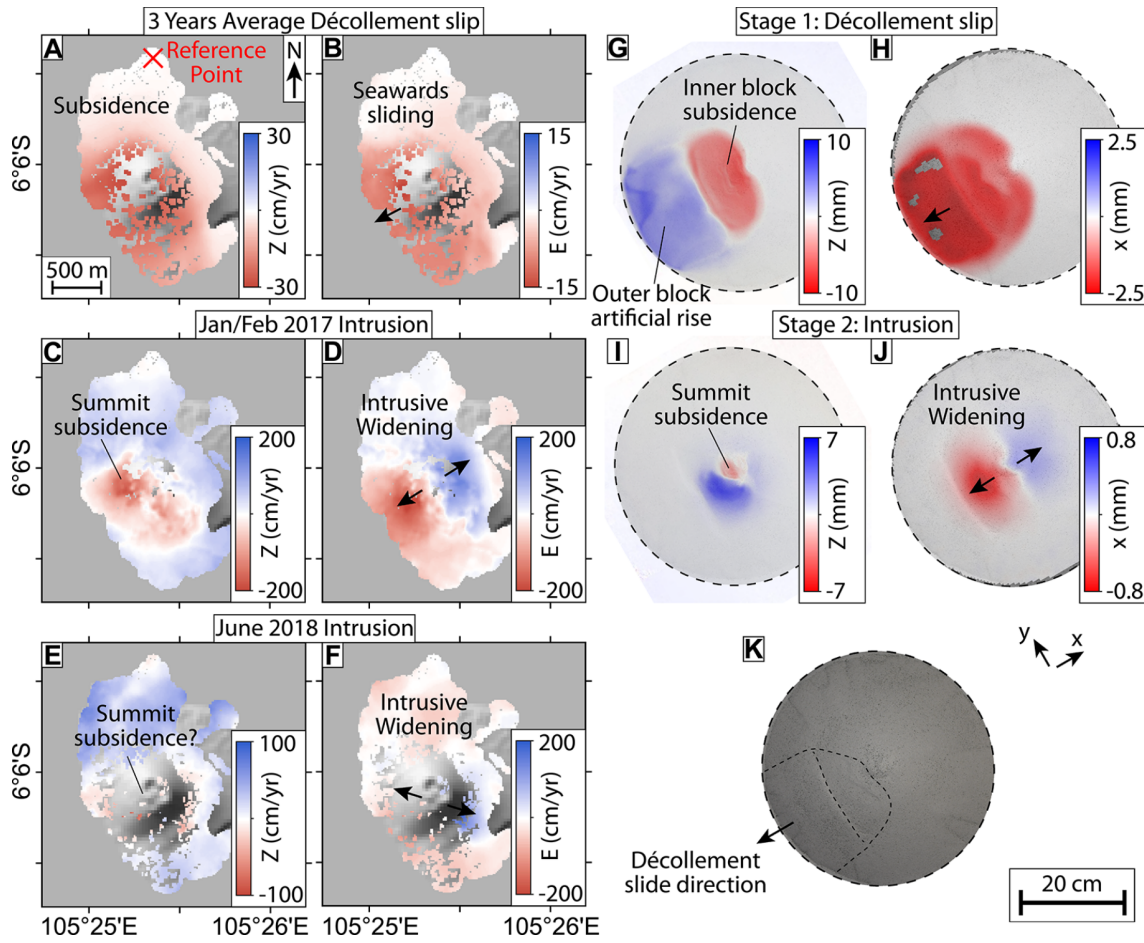 3 Years Average Décollement slip
Stage 1: Décollement slip
A
Reference
Point
N
Subsidence
30
Z (cm/yr)
-30
500 m
6°6'S
B
Seawards
sliding
15
E (cm/yr)
-15
G
Inner block
subsidence
10
Z (mm)
-10
Outer block
artificial rise
H
2.5
x (mm)
-2.5
Jan/Feb 2017 Intrusion
Stage 2: Intrusion
C
Summit
subsidence
200
Z (cm/yr)
-200
6°6'S
D
Intrusive
Widening
200
E (cm/yr)
-200
I
Summit
subsidence
7
Z (mm)
-7
J
Intrusive
Widening
0.8
x (mm)
-0.8
June 2018 Intrusion
E
Summit
subsidence?
100
Z (cm/yr)
-100
6°6'S
F
Intrusive
Widening
200
E (cm/yr)
-200
K
y
x
Décollement
slide direction
20 cm
105°25'E
105°26'E
105°25'E
105°26'E